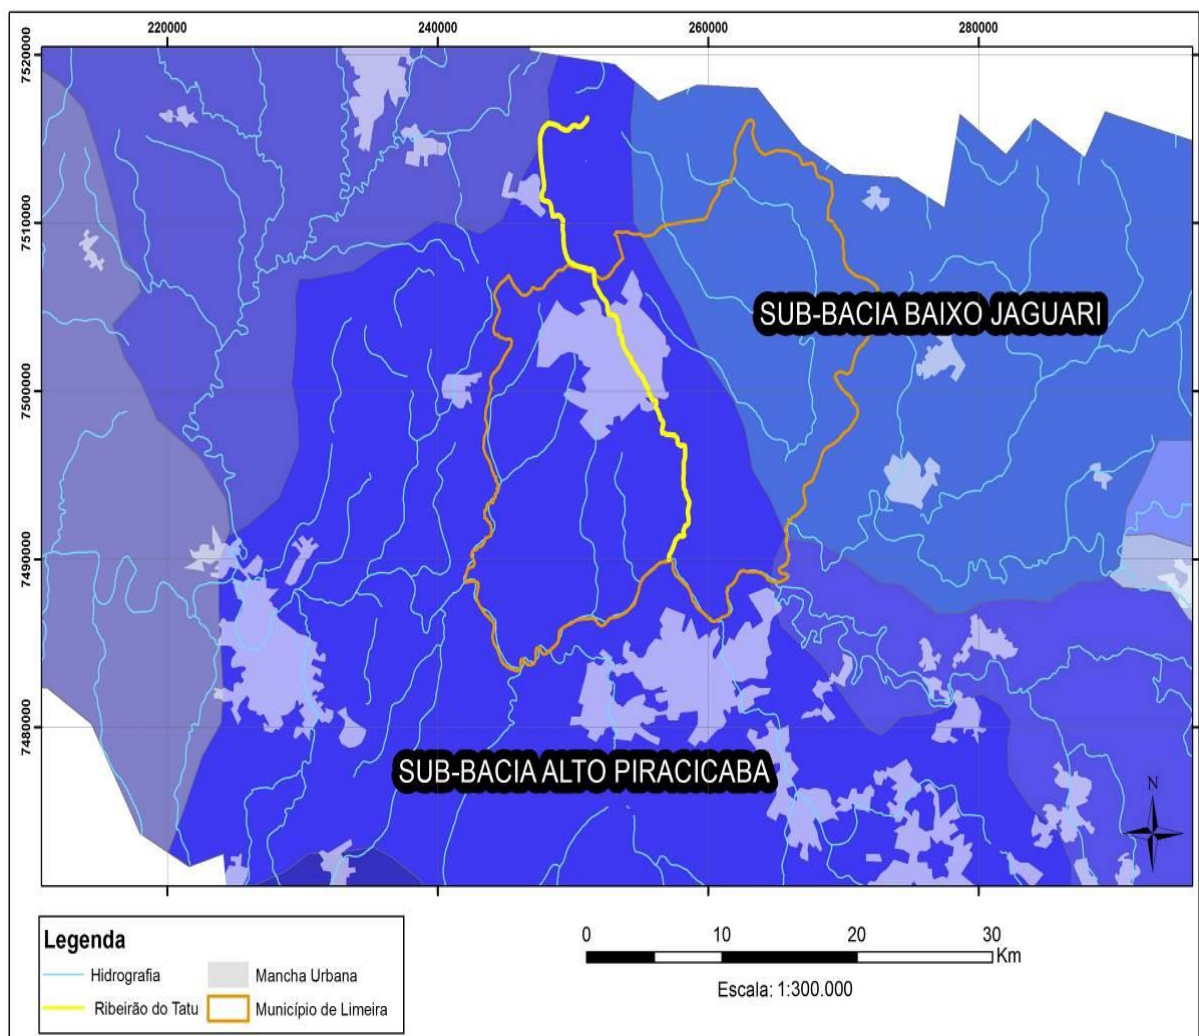 220000
240000
260000
280000
7520000
7510000
7500000
7490000
7480000
SUB-BACIA BAIXO JAGUARI
SUB-BACIA ALTO PIRACICABA
N
Legenda
Hidrografia
Mancha Urbana
Ribeirão do Tatu
Município de Limeira
0 10 20 30
Km
Escala: 1:300.000